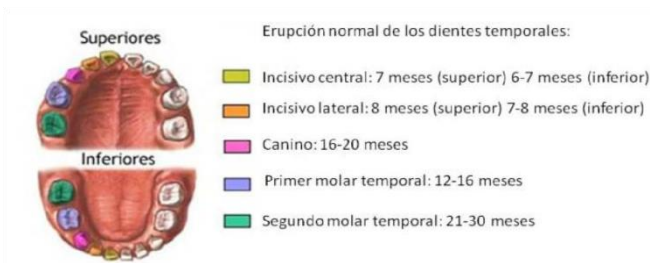 Superiores
Inferiores
Erupción normal de los dientes temporales:
Incisivo central: 7 meses (superior) 6-7 meses (inferior)
Incisivo lateral: 8 meses (superior) 7-8 meses (inferior)
Canino: 16-20 meses
Primer molar temporal: 12-16 meses
Segundo molar temporal: 21-30 meses